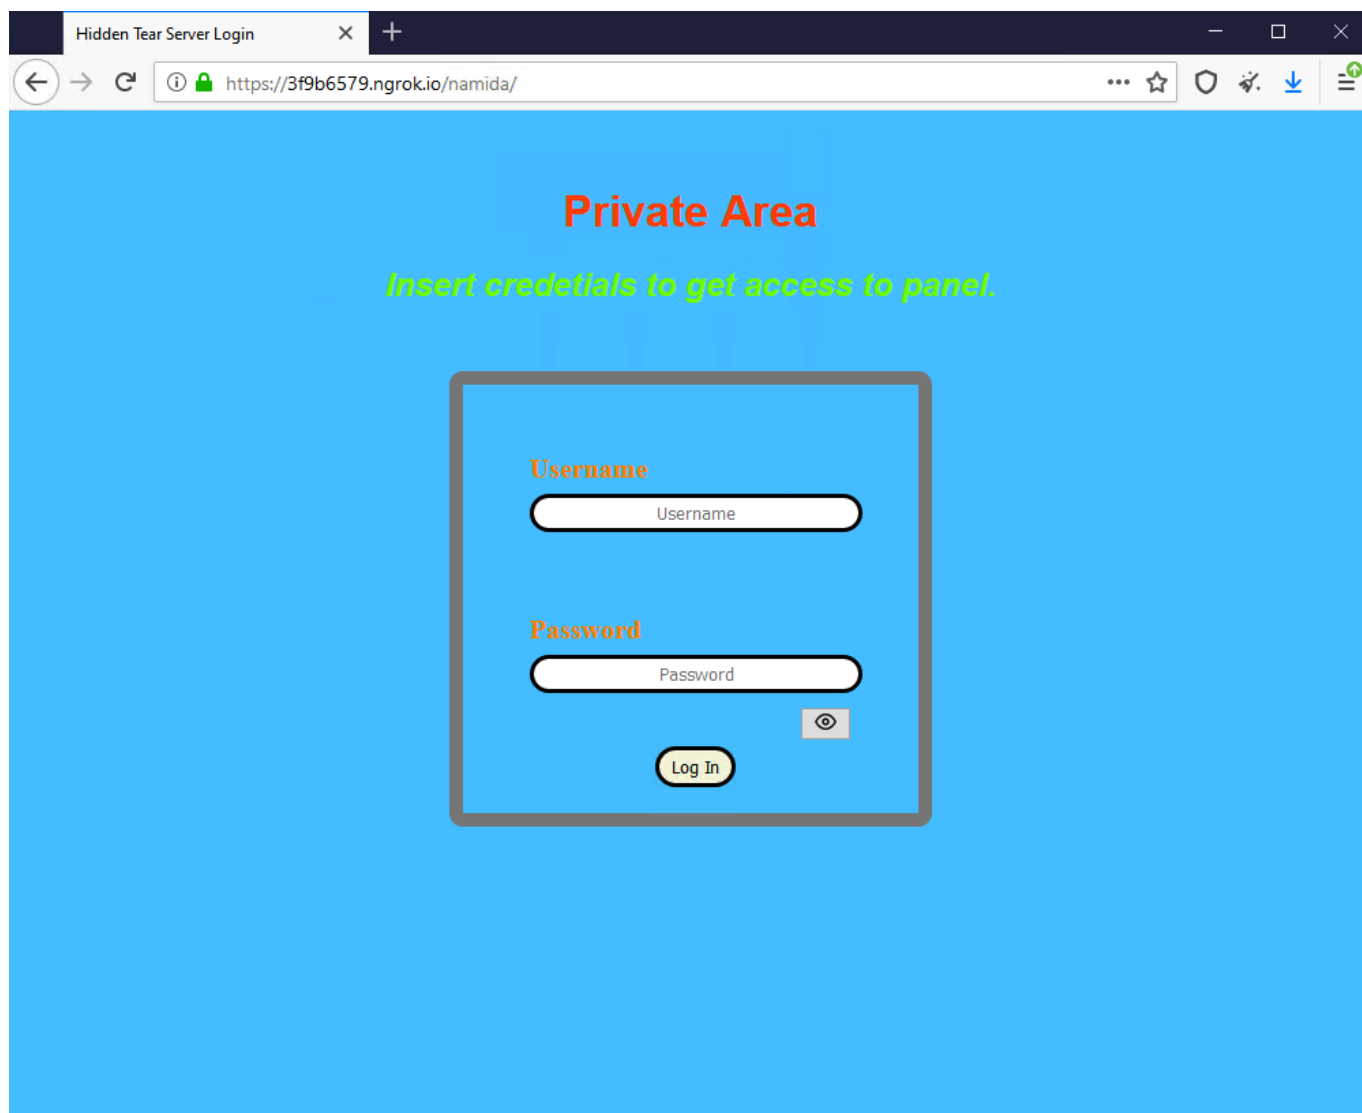 Hidden Tear Server Login
https://3f9b6579.ngrok.io/namida/
Private Area
Insert credetials to get access to panel.
Username
Username
Password
Password
Log In